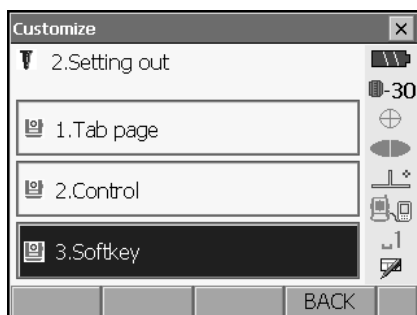 Customize
2.Setting out
-30
1.Tab page
2.Control
3.Softkey
1
BACK